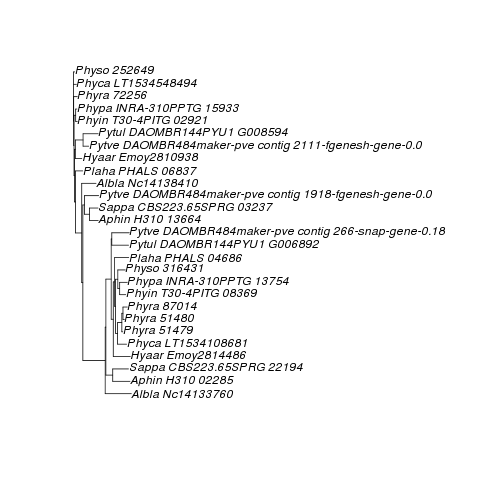 Physo 252649
Phyca LT1534548494
Phyra 72256
Phypa INRA-310PPTG 15933
Phyin T30-4PITG 02921
Pytul DAOMBR144PYU1 G008594
Pytve DAOMBR484maker-pve contig 2111-fgenesh-gene-0.0
Hyaar Emoy2810938
Plaha PHALS 06837
Albla Nc14138410
Pytve DAOMBR484maker-pve contig 1918-fgenesh-gene-0.0
Sappa CBS223.65SPRG 03237
Aphin H310 13664
Pytve DAOMBR484maker-pve contig 266-snap-gene-0.18
Pytul DAOMBR144PYU1 G006892
Plaha PHALS 04686
Physo 316431
Phypa INRA-310PPTG 13754
Phyin T30-4PITG 08369
Phyra 87014
Phyra 51480
Phyra 51479
Phyca LT1534108681
Hyaar Emoy2814486
Sappa CBS223.65SPRG 22194
Aphin H310 02285
Albla Nc14133760